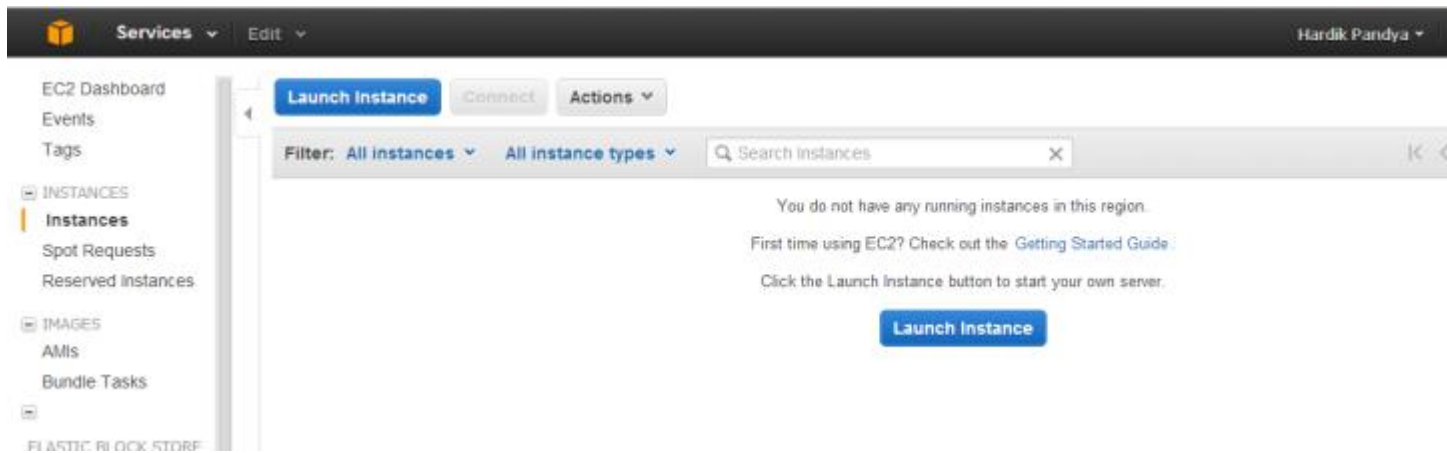 Services Edit Hardik Pandya
EC2 Dashboard
Events
Tags
INSTANCES
Instances
Spot Requests
Reserved Instances
IMAGES
AMIs
Bundle Tasks
ELASTIC BLOCK STORE
Launch Instance Connect Actions
Filter: All instances All instance types Search Instances
You do not have any running instances in this region.
First time using EC2? Check out the Getting Started Guide.
Click the Launch Instance button to start your own server.
Launch Instance